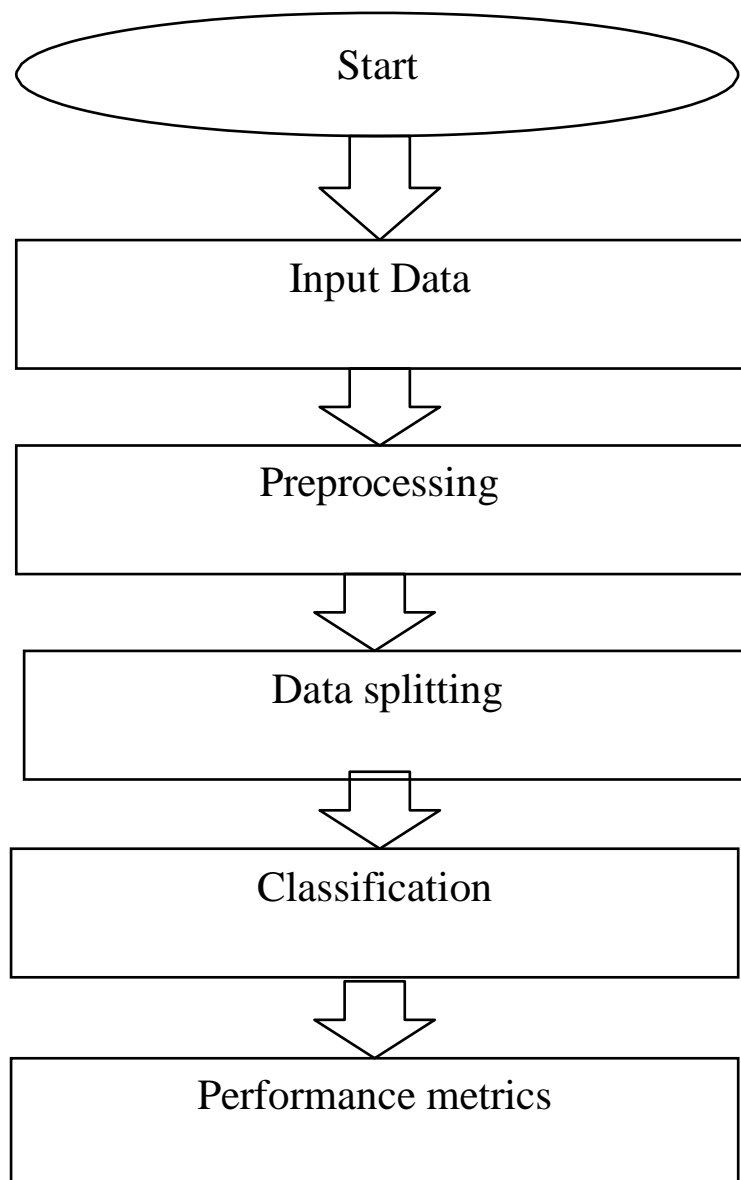 Start
Input Data
Preprocessing
Data splitting
Classification
Performance metrics